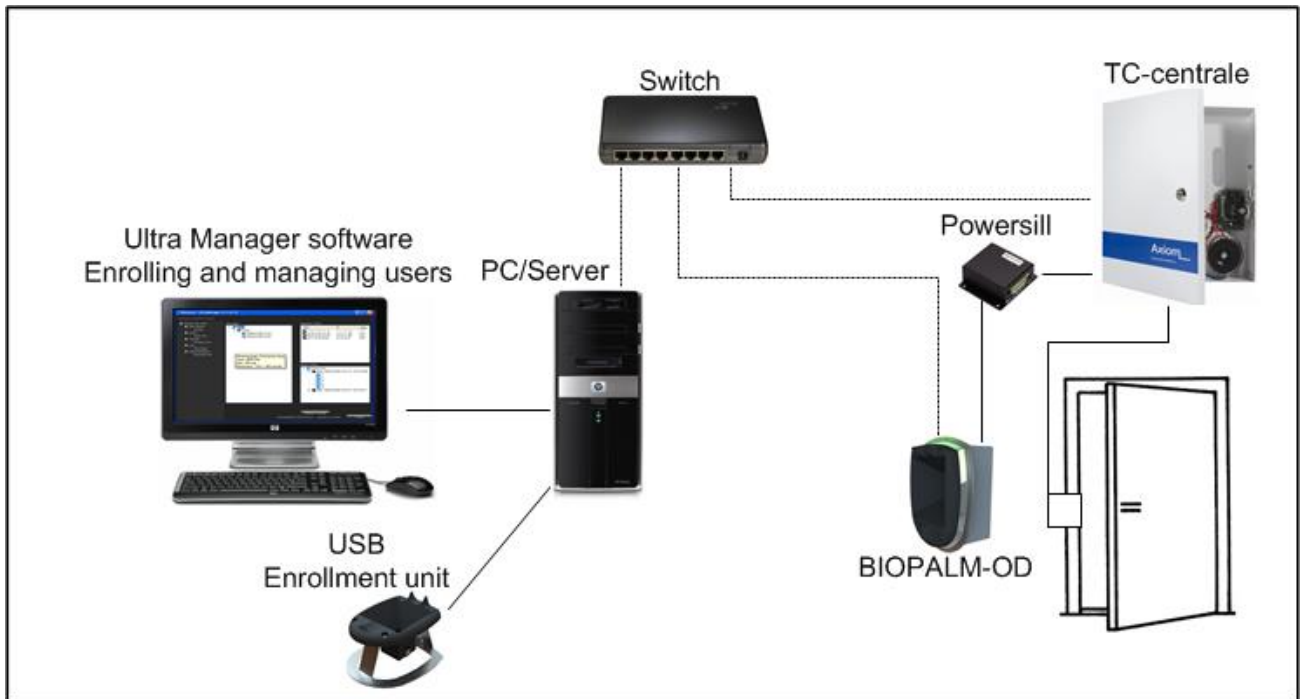 Switch
TC-centrale
Powersill
Ultra Manager software
Enrolling and managing users
PC/Server
Axiom
BIOPALM-OD
USB
Enrollment unit